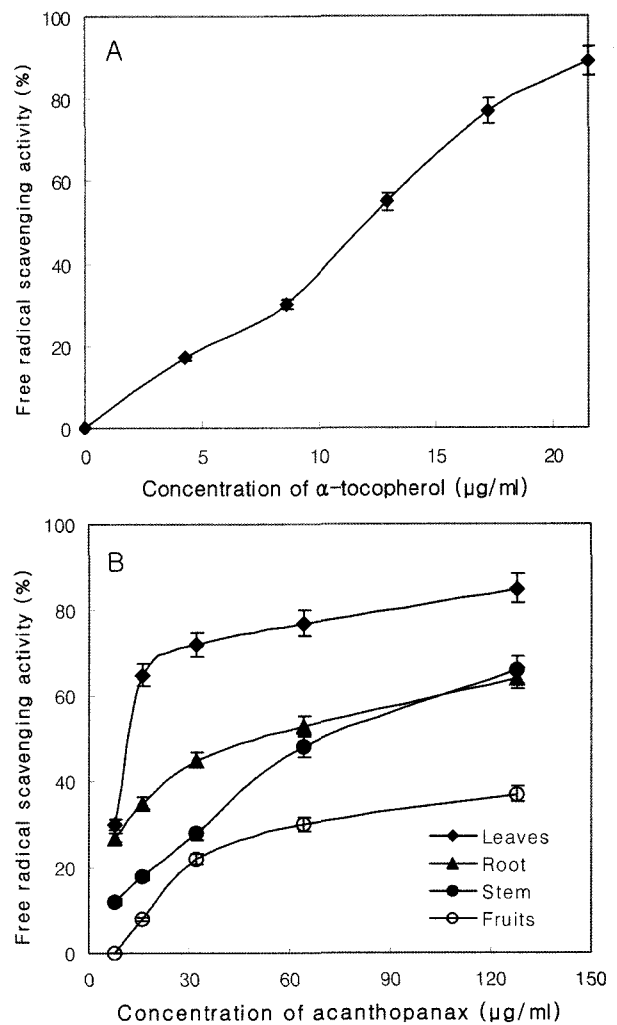 A
Free radical scavenging activity (%)
100
80
60
40
20
0
0 5 10 15 20
Concentration of α-tocopherol (µg/ml)
B
Free radical scavenging activity (%)
100
80
60
40
20
0
Leaves
Root
Stem
Fruits
0 30 60 90 120 150
Concentration of acanthopanax (µg/ml)